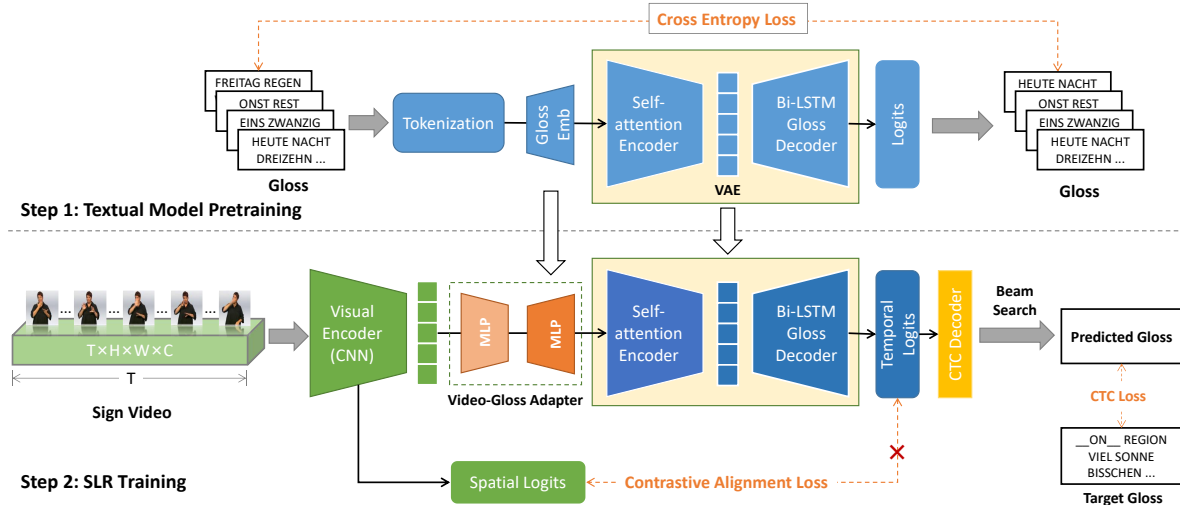 Cross Entropy Loss
FREITAG REGEN
ONST REST
EINS ZWANZIG
HEUTE NACHT
DREIZEHN ...
Gloss
Tokenization
Gloss
Emb
Self-
attention
Encoder
VAE
Bi-LSTM
Gloss
Decoder
Logits
HEUTE NACHT
ONST REST
EINS ZWANZIG
HEUTE NACHT
DREIZEHN ...
Gloss
Step 1: Textual Model Pretraining
... ... ... ...
T×H×W×C
T
Sign Video
Visual
Encoder
(CNN)
MLP
MLP
Video-Gloss Adapter
Self-
attention
Encoder
Bi-LSTM
Gloss
Decoder
Temporal
Logits
CTC Decoder
Beam
Search
Predicted Gloss
CTC Loss
__ON__ REGION
VIEL SONNE
BISSCHEN ...
Target Gloss
Step 2: SLR Training
Spatial Logits
Contrastive Alignment Loss